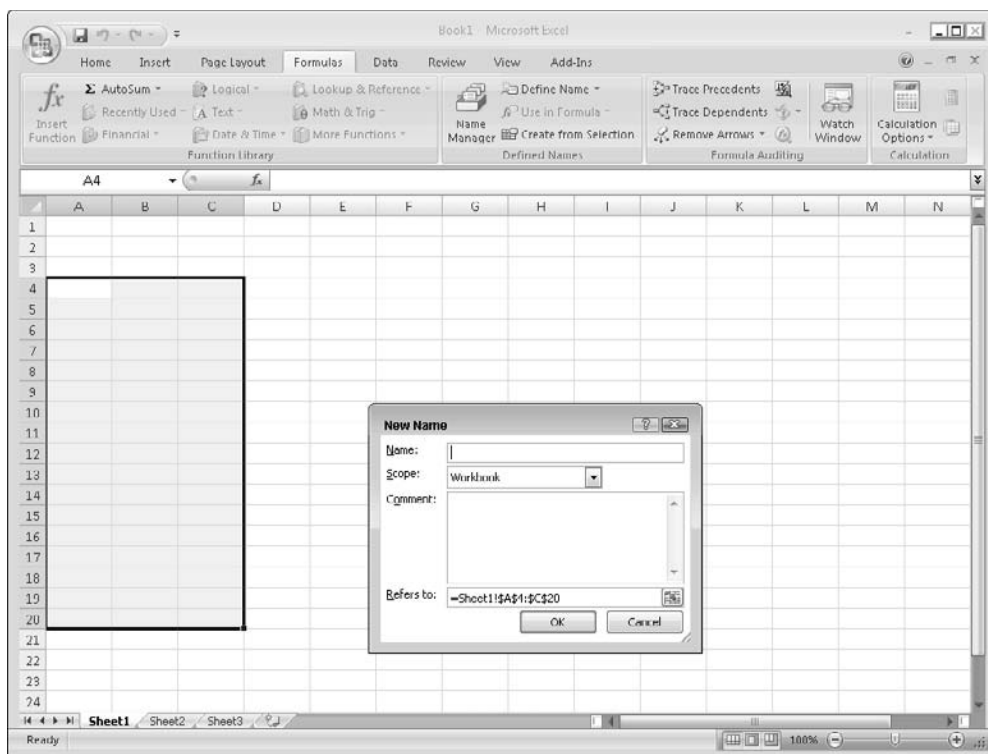 Book1 - Microsoft Excel
Home Insert Page Layout Formulas Data Review View Add-Ins
Σ AutoSum Logical Lookup & Reference Define Name Trace Precedents
Recently Used Text Math & Trig Use in Formula Trace Dependents
Insert Function Financial Date & Time More Functions Name Manager Create from Selection Remove Arrows Watch Window Calculation Options
Function Library Defined Names Formula Auditing Calculation
A4 fx
A B C D E F G H I J K L M N
1
2
3
4
5
6
7
8
9
10
11
12
13
14
15
16
17
18
19
20
21
22
23
24
New Name
Name:
Scope: Workbook
Comment:
Refers to: =Sheet1!$A$4:$C$20
OK Cancel
Sheet1 Sheet2 Sheet3
Ready 100%